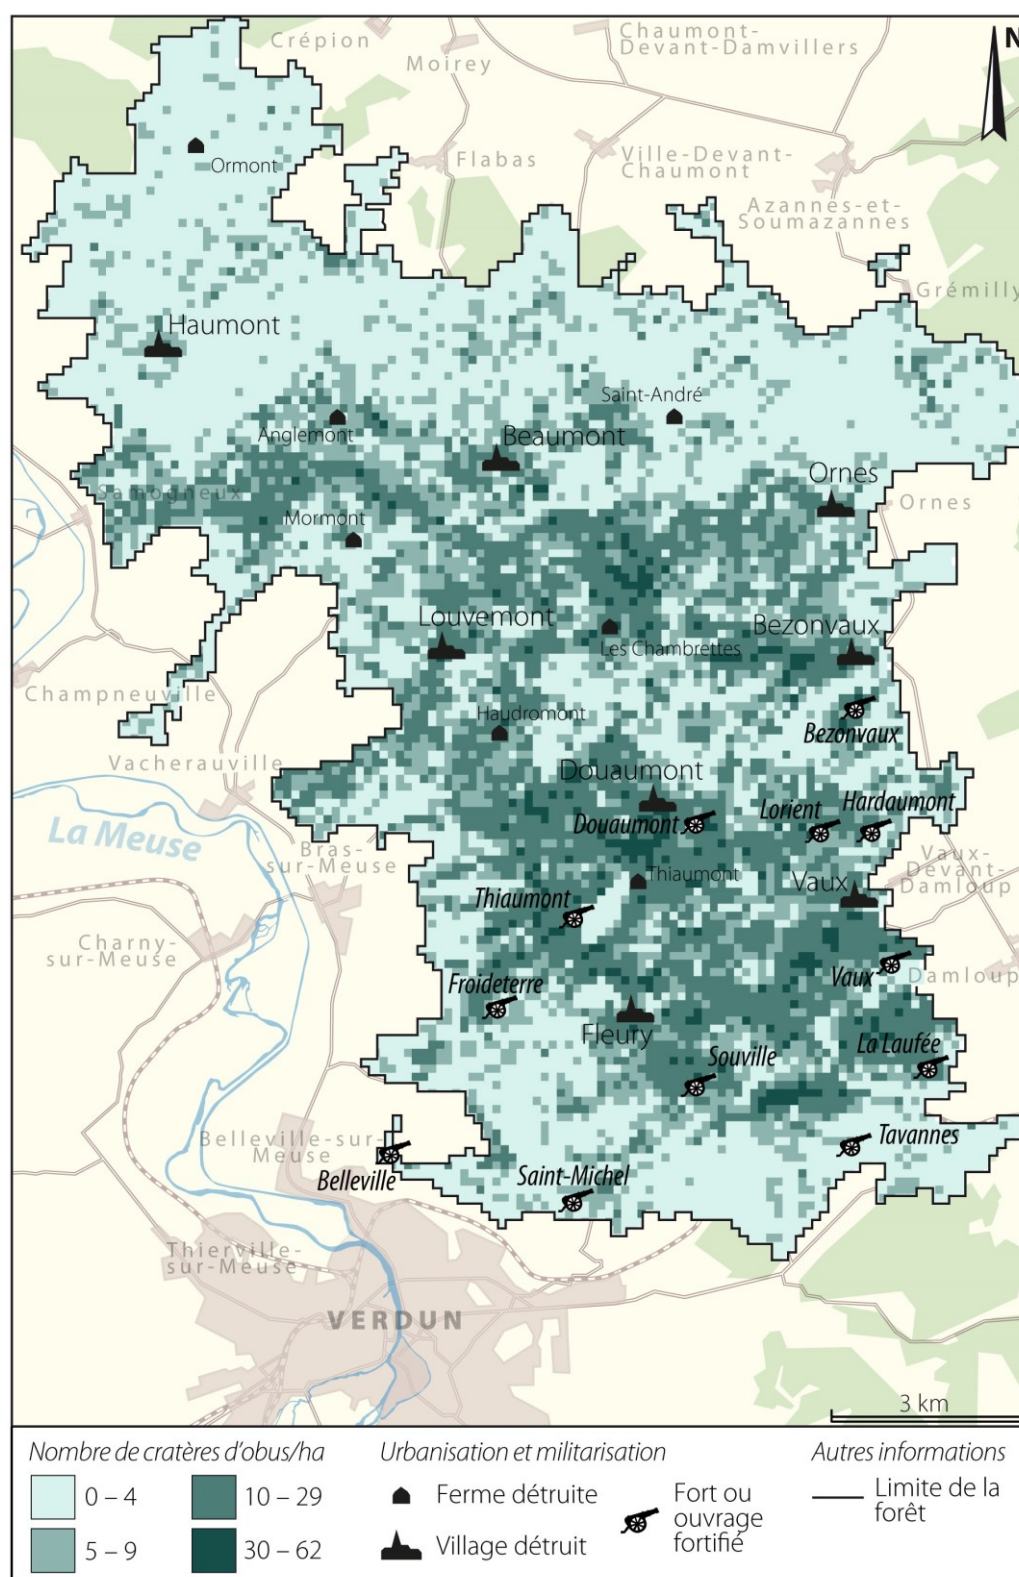 Crépion
Moirey
Chaumont-
Devant-Damvillers
N
Ormont
Flabas
Ville-Devant-
Chaumont
Azannes-et-
Soumazannes
Grémilly
Haumont
Saint-André
Anglemont
Beaumont
Ornes
Samogneux
Ornes
Mormont
Louvemont
Bezonvaux
Les Chambrettes
Champneuville
Haudromont
Bezonvaux
Vacherauville
Douaumont
La Meuse
Douaumont
Lorient
Hardaumont
Bras-
sur-Meuse
Vaux-
Devant-
Damloup
Thiaumont
Vaux
Thiaumont
Charny-
sur-Meuse
Vaux
Damloup
Froideterre
Fleury
Souville
La Laufée
Belleville-sur-
Meuse
Tavannes
Belleville
Saint-Michel
Thierville-
sur-Meuse
VERDUN
3 km
Nombre de cratères d'obus/ha
0 – 4
5 – 9
10 – 29
30 – 62
Urbanisation et militarisation
Ferme détruite
Village détruit
Fort ou
ouvrage
fortifié
Autres informations
Limite de la
forêt